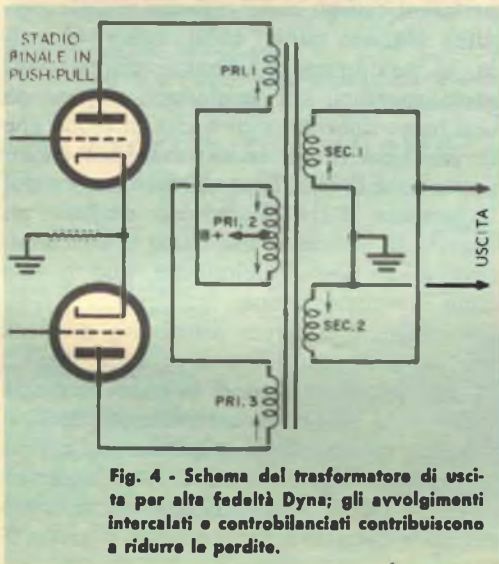 STADIO
FINALE IN
PUSH-PULL
PRI. 1
SEC. 1
PRI. 2
B+
USCITA
SEC. 2
PRI. 3
Fig. 4 - Schema del trasformatore di usci-
ta per alta fedeltà Dyna; gli avvolgimenti
intercalati e controbilanciati contribuiscono
a ridurre le perdite.